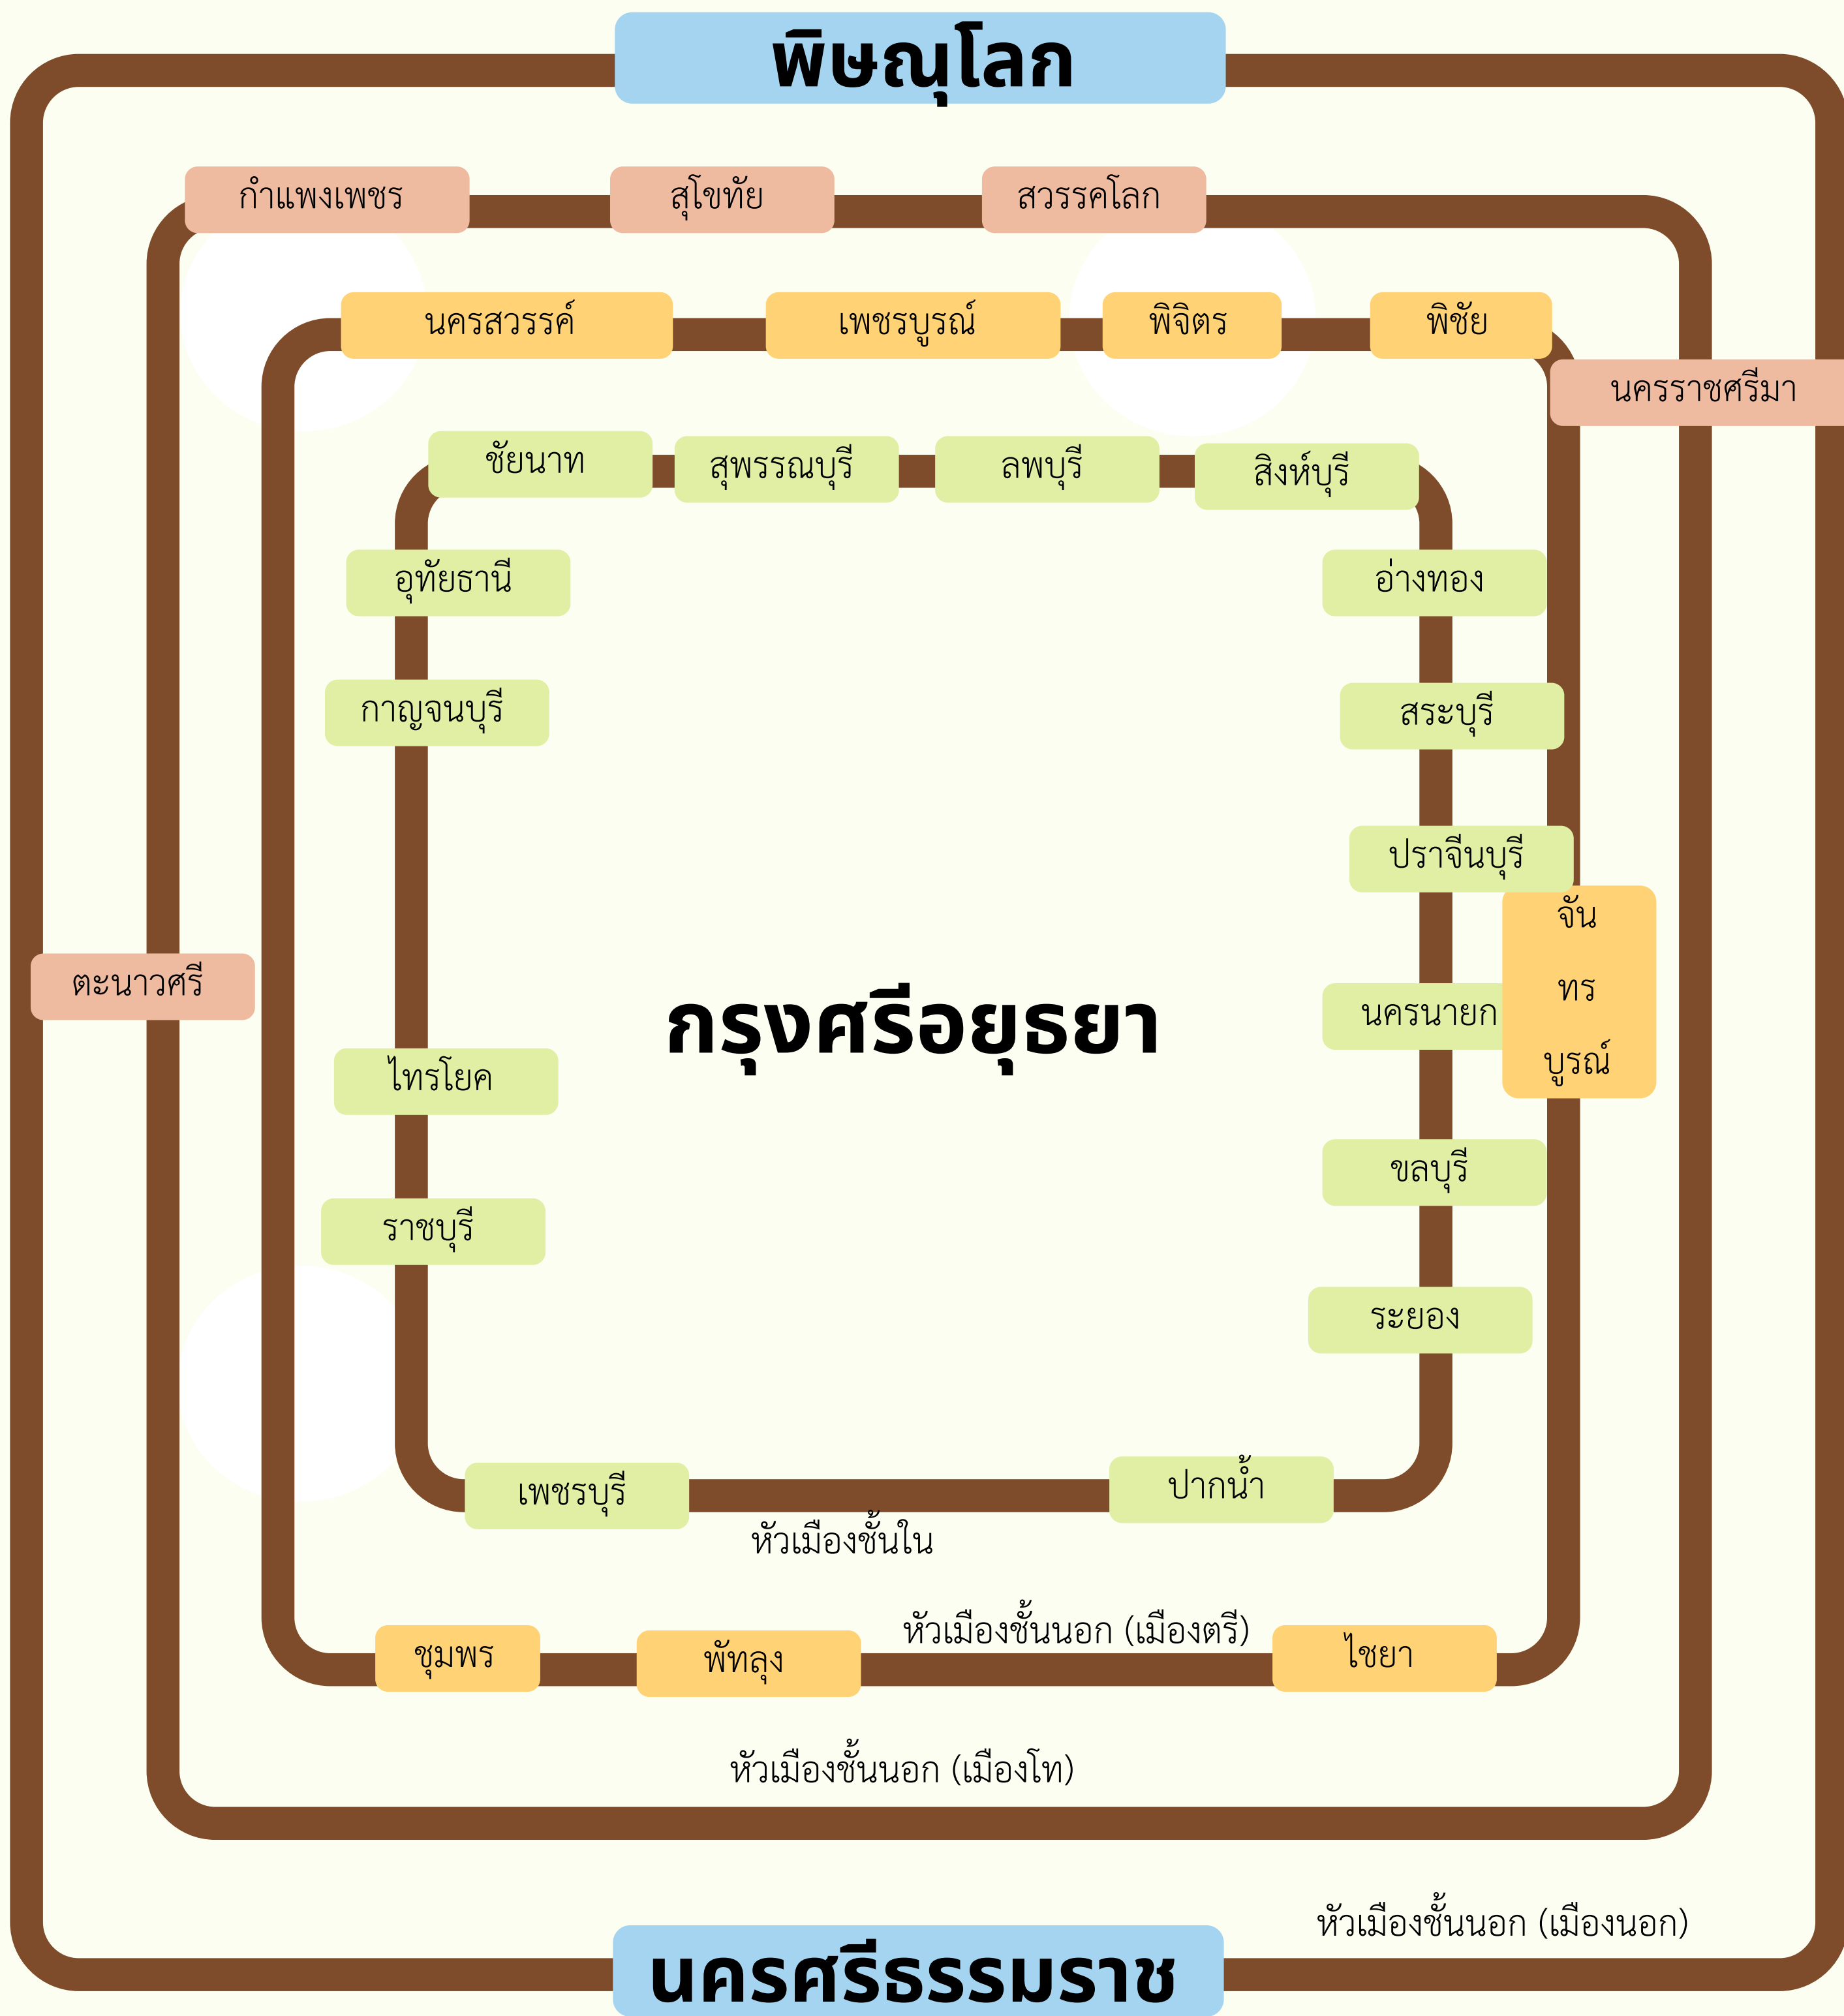 พิษณุโลก
กำแพงเพชร
สุโขทัย
สวรรคโลก
นครสวรรค์
เพชรบูรณ์
พิจิตร
พิชัย
นครราชศรีมา
ชัยนาท
สุพรรณบุรี
ลพบุรี
สิงห์บุรี
อุทัยธานี
อ่างทอง
กาญจนบุรี
สระบุรี
ปราจีนบุรี
จัน
ทร
บูรณ์
ตะนาวศรี
กรุงศรีอยุธยา
นครนายก
ไทรโยค
ขลบุรี
ราชบุรี
ระยอง
เพชรบุรี
ปากน้ำ
หัวเมืองชั้นใน
หัวเมืองชั้นนอก (เมืองตรี)
ชุมพร
พัทลุง
ไชยา
หัวเมืองชั้นนอก (เมืองโท)
หัวเมืองชั้นนอก (เมืองนอก)
นครศรีธรรมราช